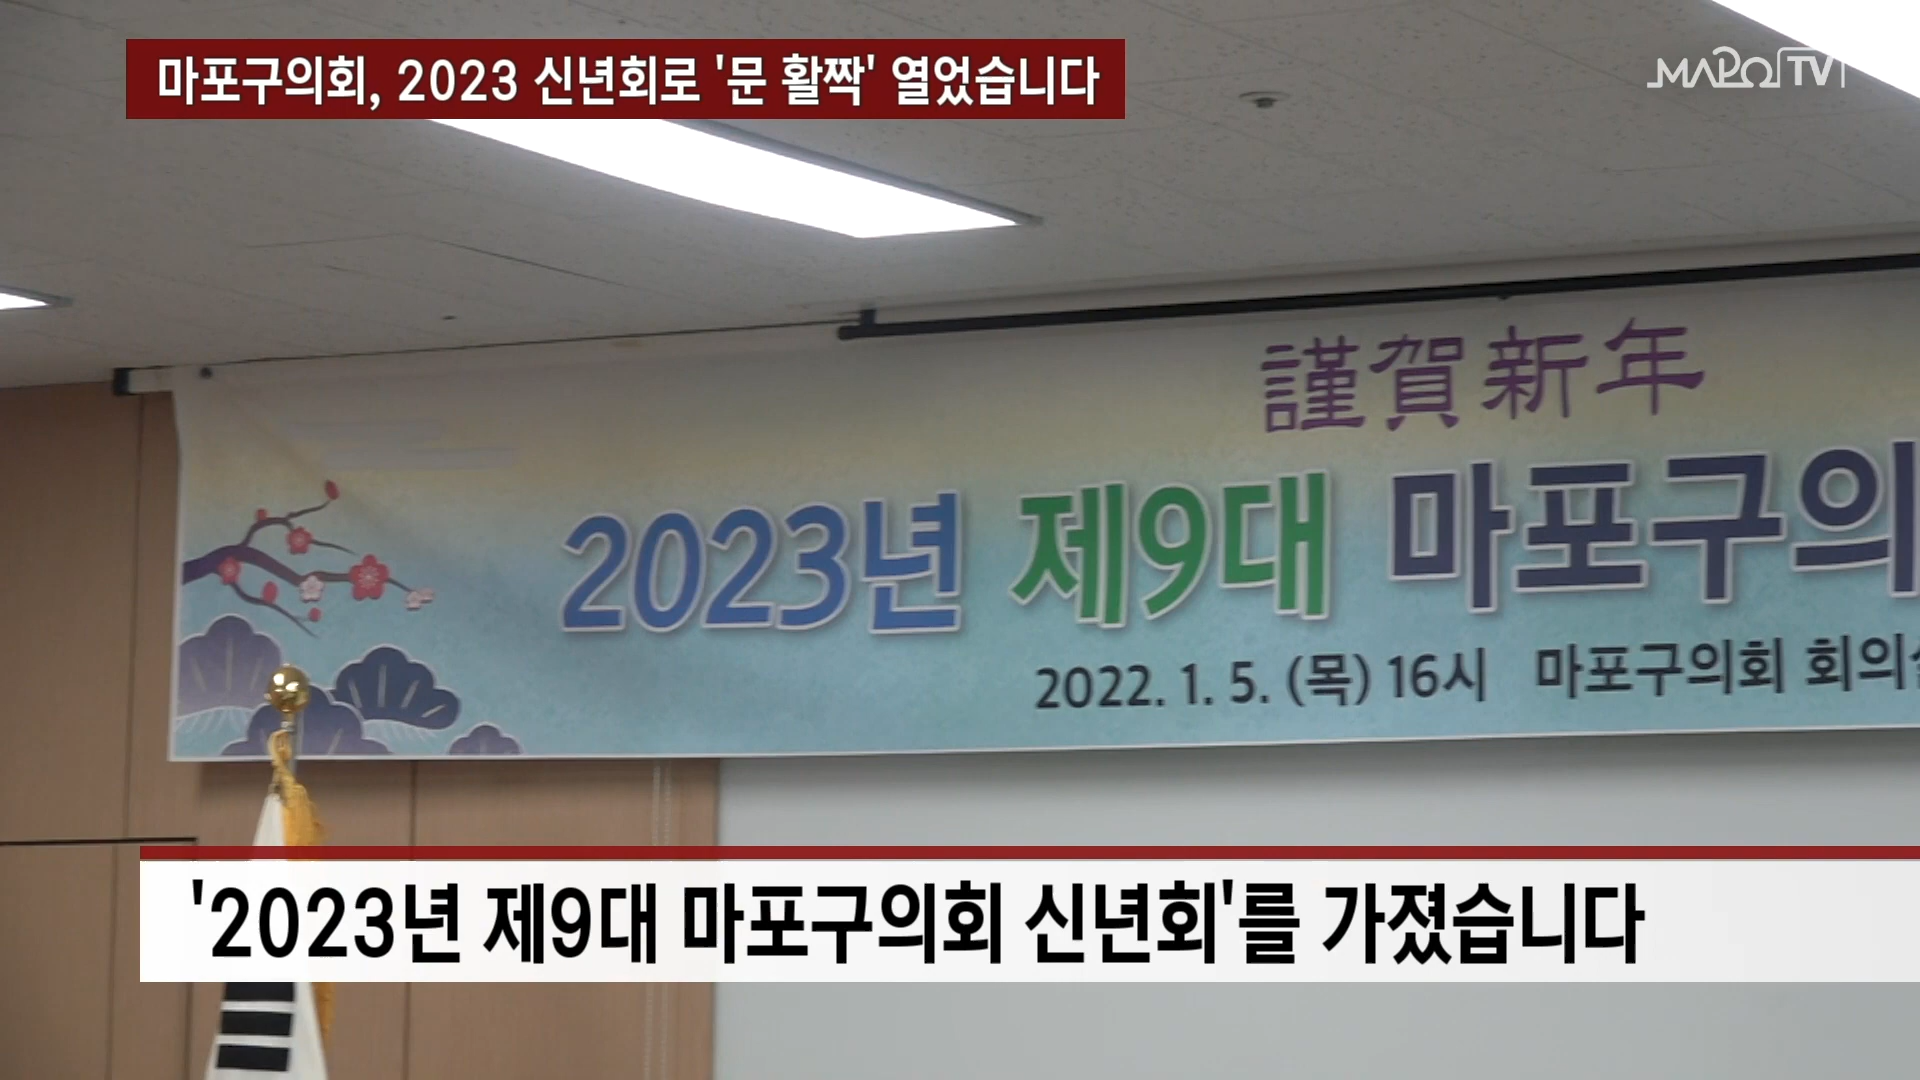 마포구의회, 2023 신년회로 '문 활짝' 열었습니다
MAPO TV
謹賀新年
2023년 제9대 마포구의
2022. 1. 5. (목) 16시 마포구의회 회의실
'2023년 제9대 마포구의회 신년회'를 가졌습니다